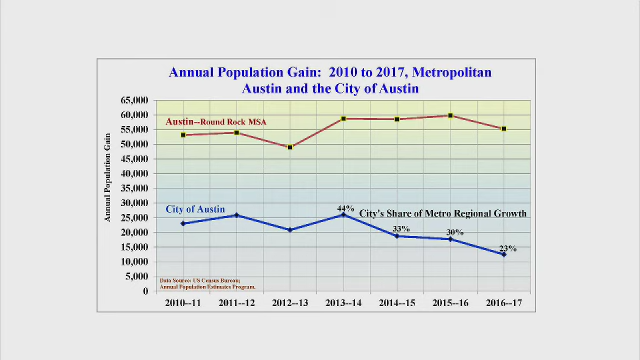 Annual Population Gain: 2010 to 2017, Metropolitan
Austin and the City of Austin
65,000
60,000
55,000
50,000
45,000
40,000
35,000
30,000
25,000
20,000
15,000
10,000
5,000
0
Annual Population Gain
Austin--Round Rock MSA
City of Austin
44%
City's Share of Metro Regional Growth
33%
30%
23%
Data Source: US Census Bureau;
Annual Population Estimates Program.
2010--11 2011--12 2012--13 2013--14 2014--15 2015--16 2016--17